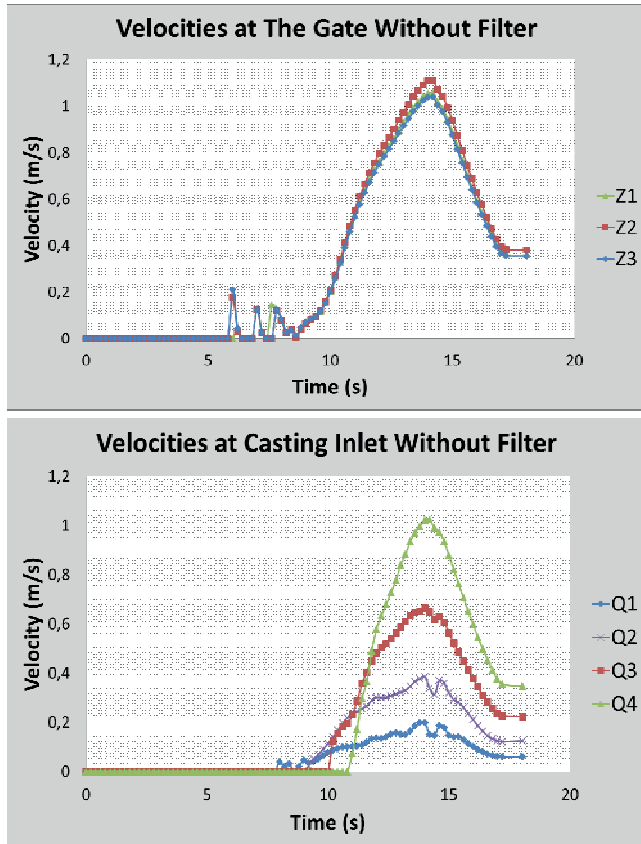 Velocities at The Gate Without Filter
1,2
1
0,8
0,6
0,4
0,2
0
Velocity (m/s)
0 5 10 15 20
Time (s)
Z1
Z2
Z3
Velocities at Casting Inlet Without Filter
1,2
1
0,8
0,6
0,4
0,2
0
Velocity (m/s)
0 5 10 15 20
Time (s)
Q1
Q2
Q3
Q4